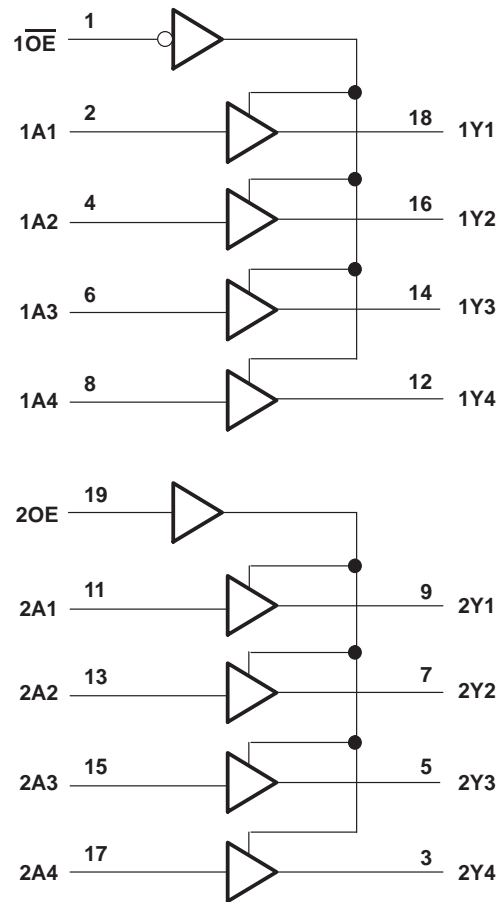 1O̅E̅ 1
1A1 2 18 1Y1
1A2 4 16 1Y2
1A3 6 14 1Y3
1A4 8 12 1Y4
2OE 19
2A1 11 9 2Y1
2A2 13 7 2Y2
2A3 15 5 2Y3
2A4 17 3 2Y4